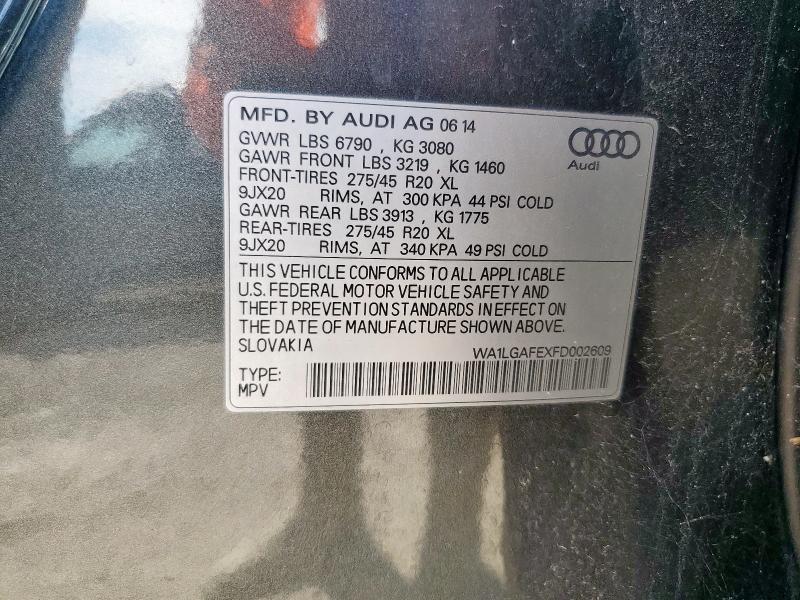 MFD. BY AUDI AG 06 14
GVWR LBS 6790 , KG 3080
GAWR FRONT LBS 3219 , KG 1460
FRONT-TIRES 275/45 R20 XL
9JX20 RIMS, AT 300 KPA 44 PSI COLD
GAWR REAR LBS 3913 , KG 1775
REAR-TIRES 275/45 R20 XL
9JX20 RIMS, AT 340 KPA 49 PSI COLD
Audi
THIS VEHICLE CONFORMS TO ALL APPLICABLE
U.S. FEDERAL MOTOR VEHICLE SAFETY AND
THEFT PREVENTION STANDARDS IN EFFECT ON
THE DATE OF MANUFACTURE SHOWN ABOVE.
SLOVAKIA WA1LGAFEXFD002609
TYPE:
MPV